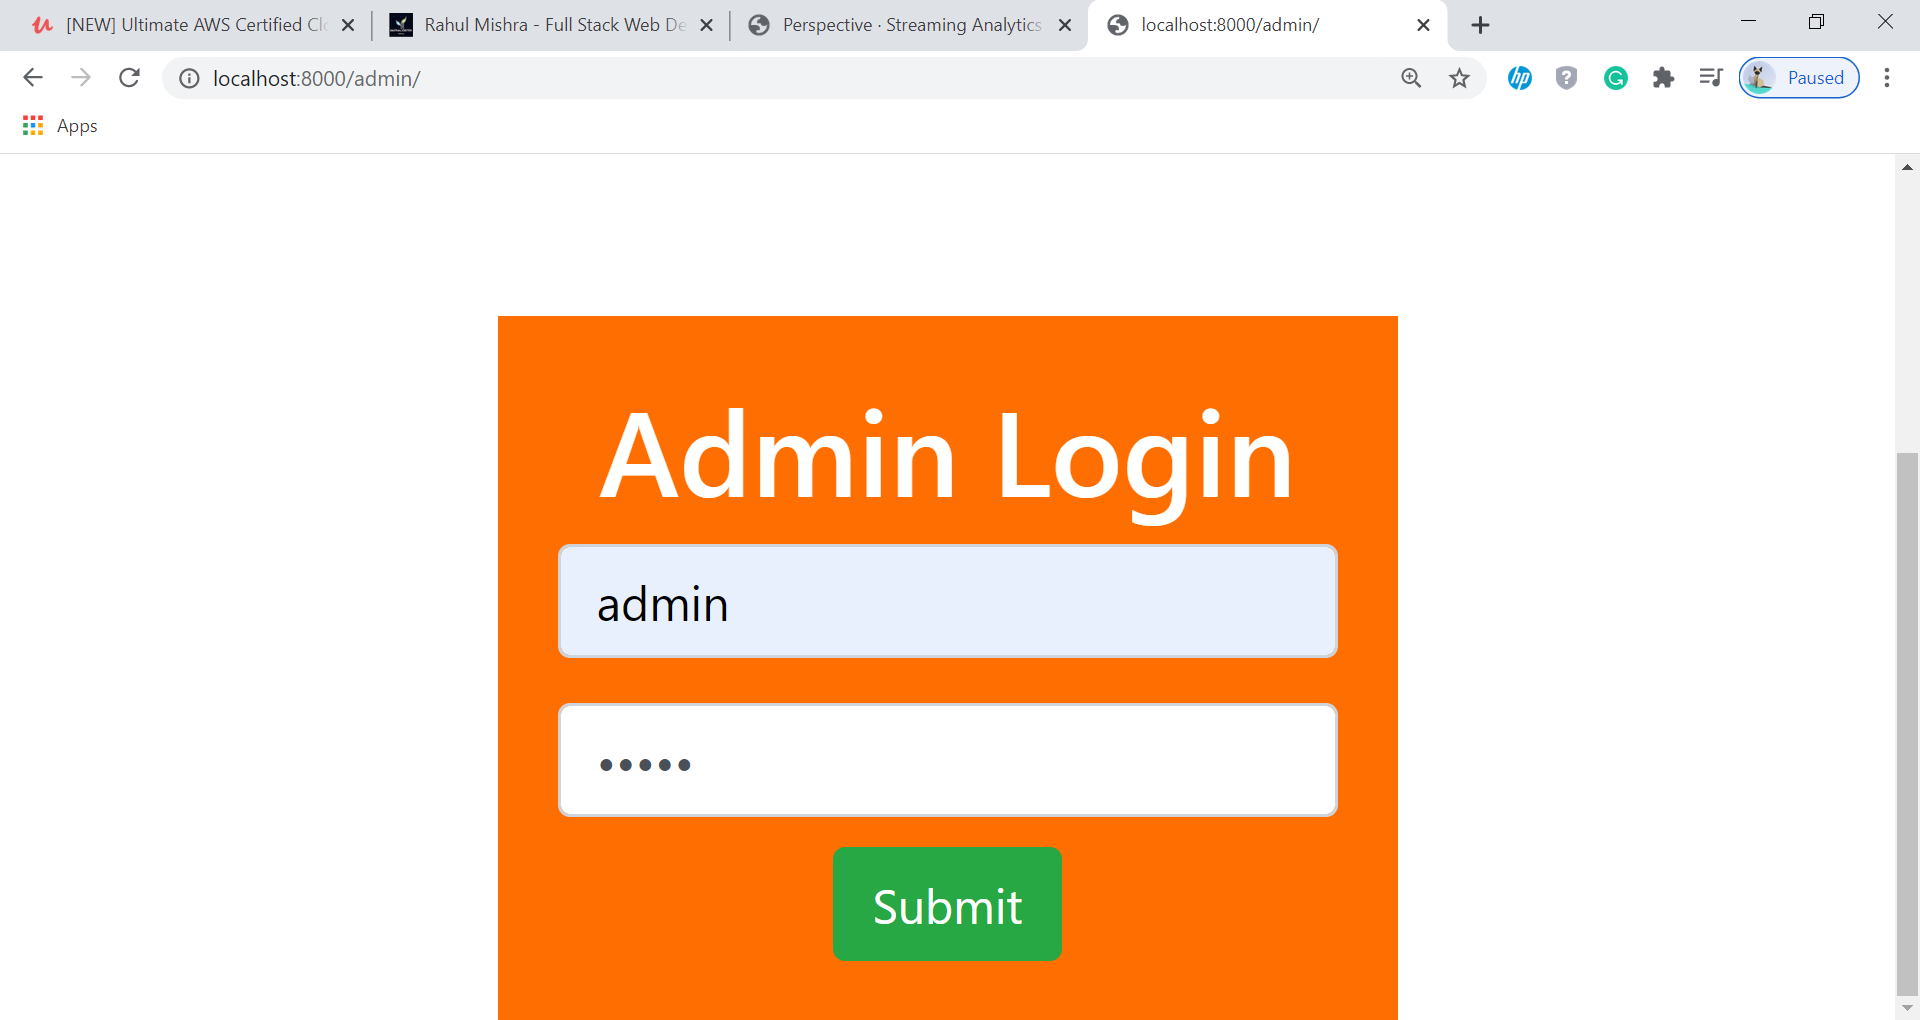 [NEW] Ultimate AWS Certified Cl
Rahul Mishra - Full Stack Web De
Perspective · Streaming Analytics
localhost:8000/admin/
localhost:8000/admin/
hp
Paused
Apps
Admin Login
admin
•••••
Submit